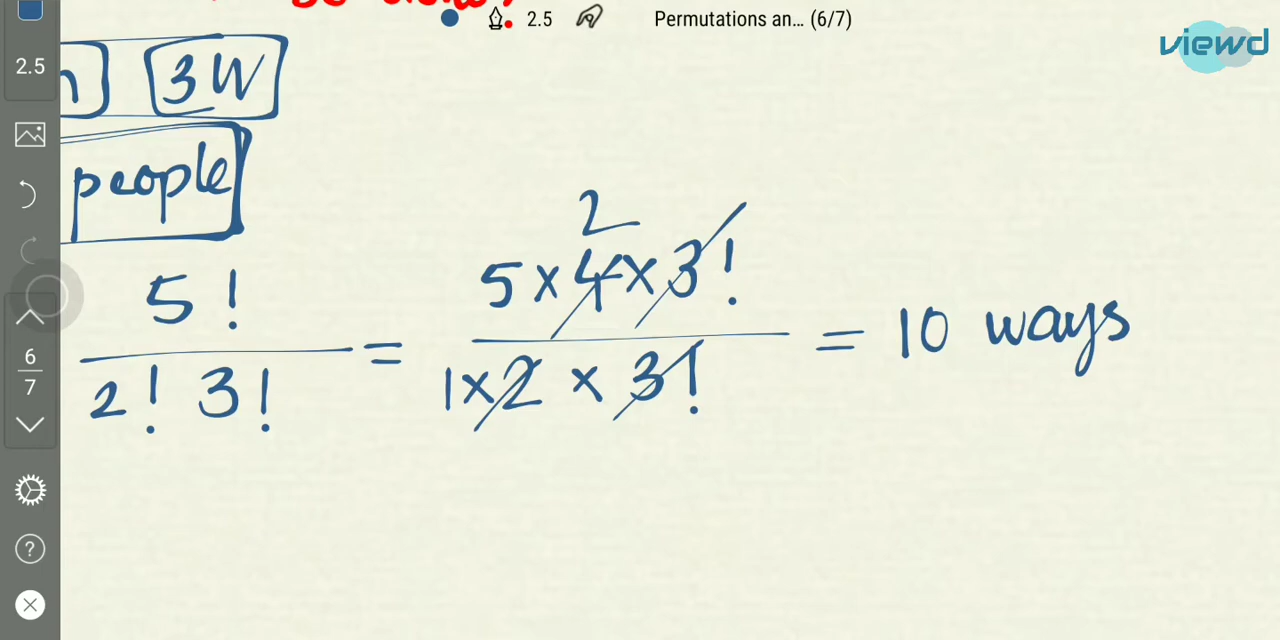 2.5 Permutations an... (6/7)
viewd
2.5
3 W
people
5! / 2! 3! = 5 x 4 x 3! / 1 x 2 x 3! = 10 ways
2
6
7
?